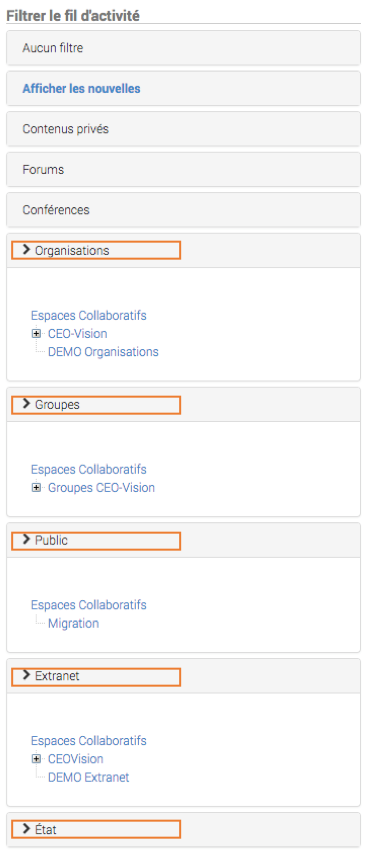 Filtrer le fil d'activité
Aucun filtre
Afficher les nouvelles
Contenus privés
Forums
Conférences
Organisations
Espaces Collaboratifs
CEO-Vision
DEMO Organisations
Groupes
Espaces Collaboratifs
Groupes CEO-Vision
Public
Espaces Collaboratifs
Migration
Extranet
Espaces Collaboratifs
CEOVision
DEMO Extranet
État